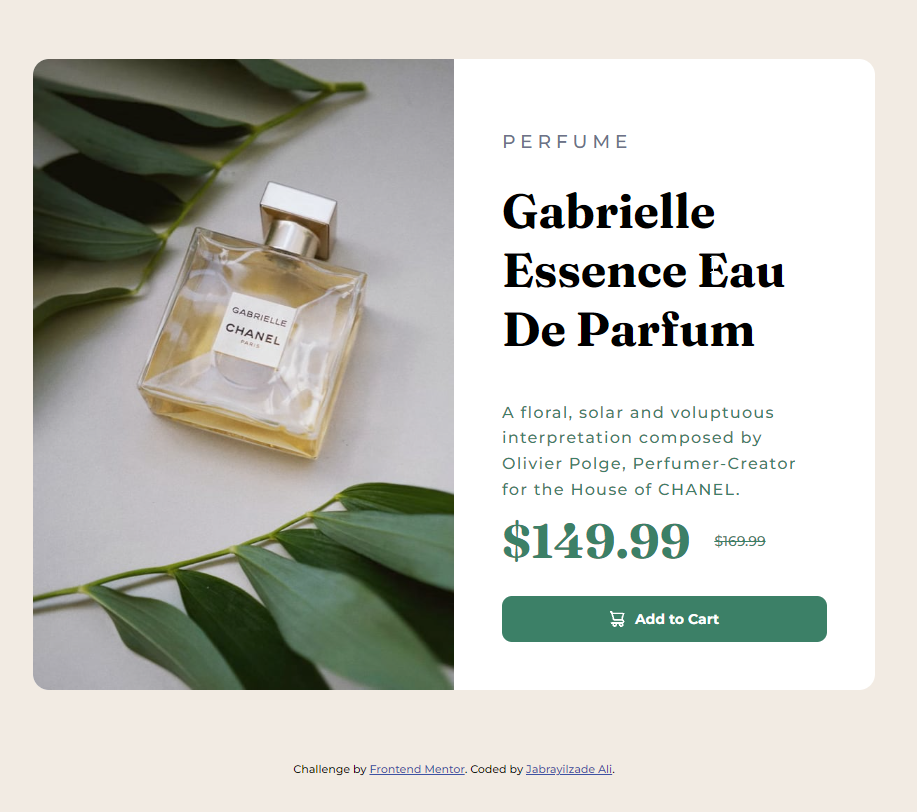 PERFUME
Gabrielle
Essence Eau
De Parfum
GABRIELLE
CHANEL
PARIS
A floral, solar and voluptuous
interpretation composed by
Olivier Polge, Perfumer-Creator
for the House of CHANEL.
$149.99 $169.99
Add to Cart
Challenge by Frontend Mentor. Coded by Jabrayilzade Ali.